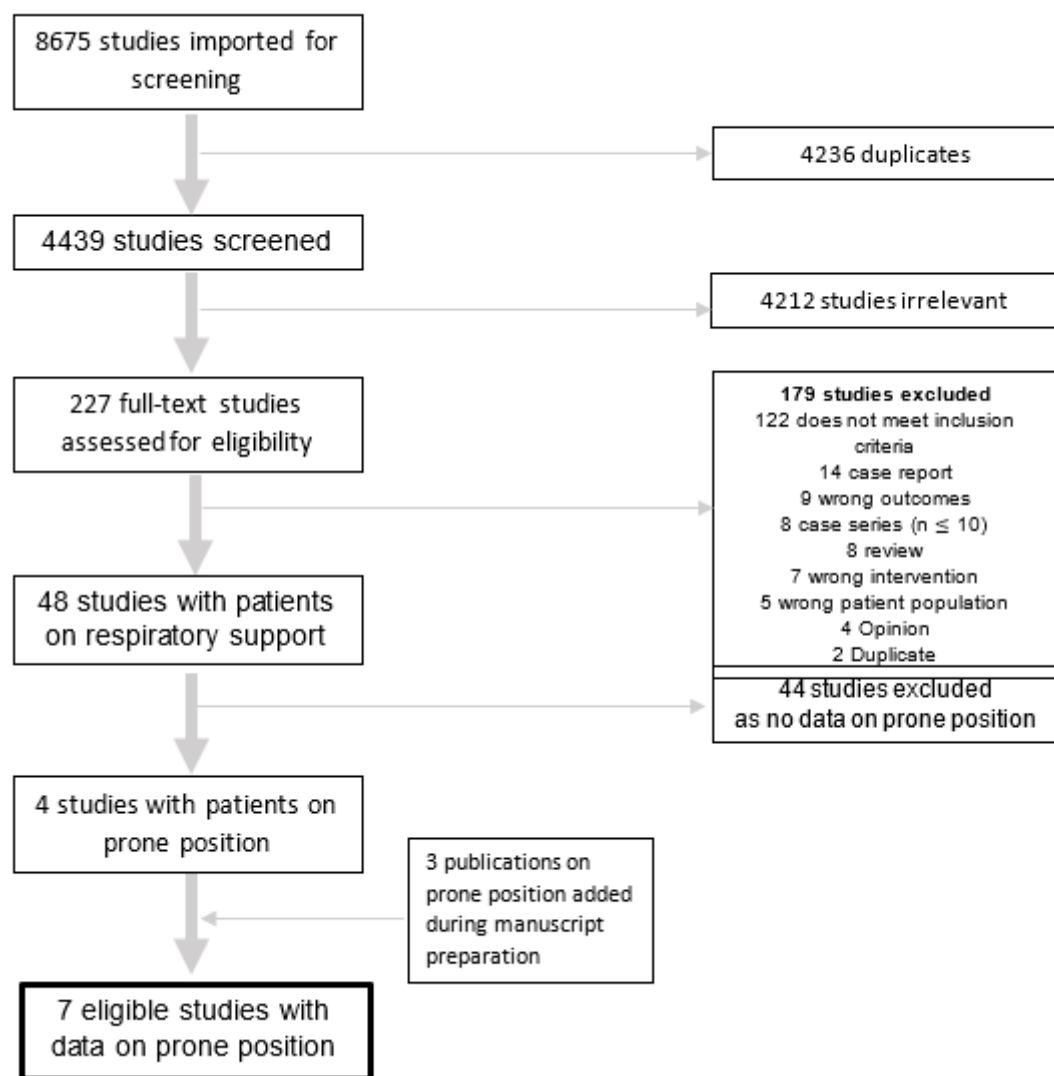 8675 studies imported for
screening
4236 duplicates
4439 studies screened
4212 studies irrelevant
227 full-text studies
assessed for eligibility
179 studies excluded
122 does not meet inclusion
criteria
14 case report
9 wrong outcomes
8 case series (n ≤ 10)
8 review
7 wrong intervention
5 wrong patient population
4 Opinion
2 Duplicate
48 studies with patients
on respiratory support
44 studies excluded
as no data on prone position
4 studies with patients on
prone position
3 publications on
prone position added
during manuscript
preparation
7 eligible studies with
data on prone position